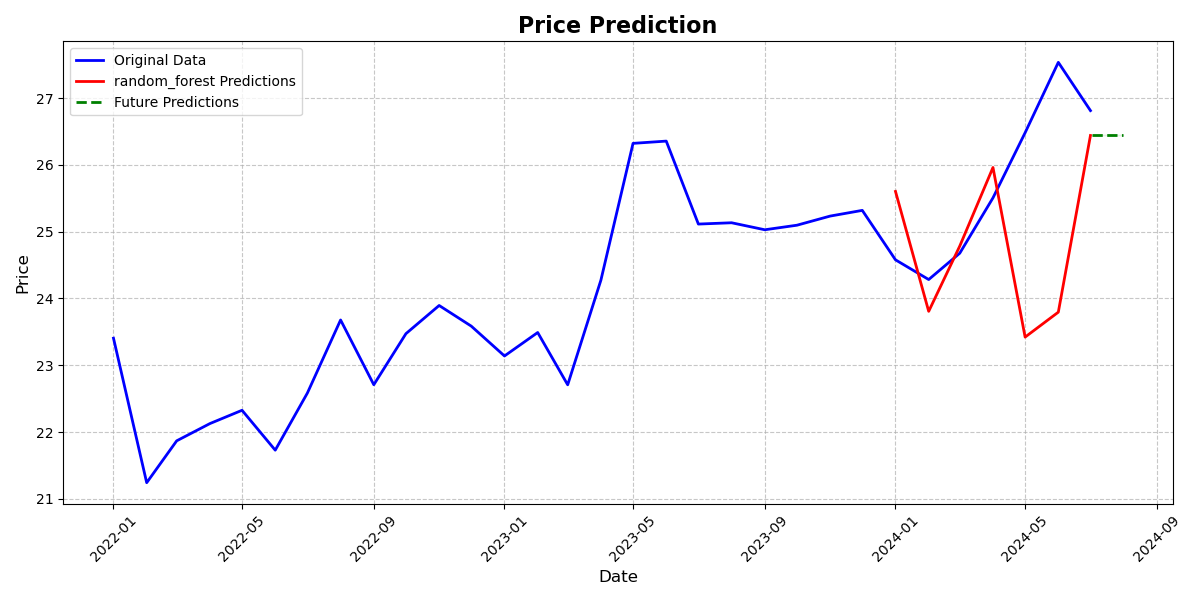 Price Prediction
Original Data
random_forest Predictions
Future Predictions
Price
27
26
25
24
23
22
21
2022-01
2022-05
2022-09
2023-01
2023-05
2023-09
2024-01
2024-05
2024-09
Date